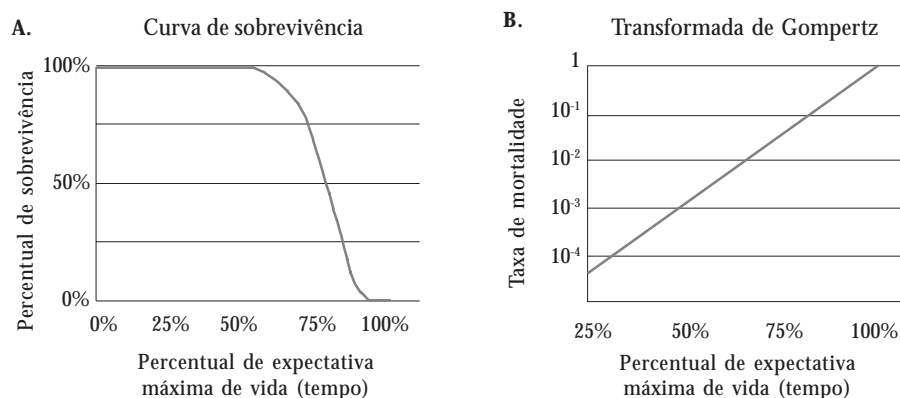 A.
Curva de sobrevivência
Percentual de sobrevivência
100%
50%
0%
0% 25% 50% 75% 100%
Percentual de expectativa
máxima de vida (tempo)
B.
Transformada de Gompertz
Taxa de mortalidade
1
10-1
10-2
10-3
10-4
25% 50% 75% 100%
Percentual de expectativa
máxima de vida (tempo)